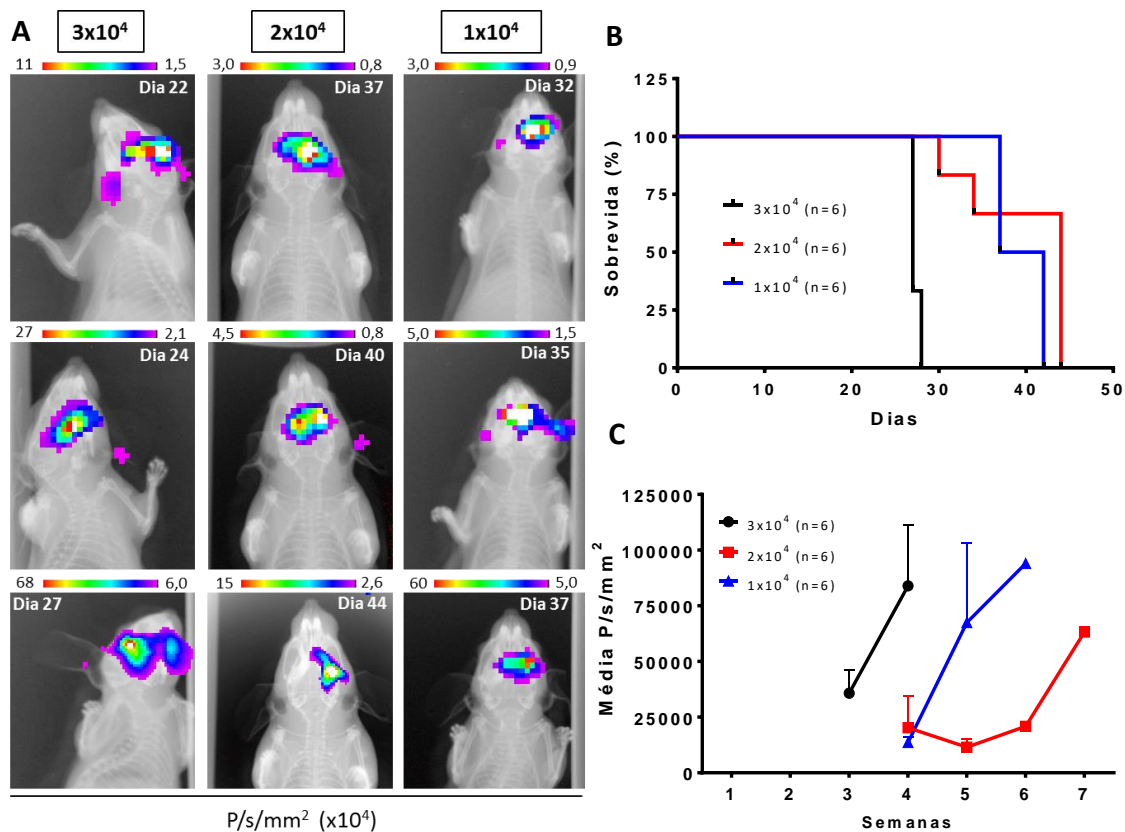 A
3x10⁴
2x10⁴
1x10⁴
11 1,5
3,0 0,8
3,0 0,9
Dia 22
Dia 37
Dia 32
27 2,1
4,5 0,8
5,0 1,5
Dia 24
Dia 40
Dia 35
68 6,0
15 2,6
60 5,0
Dia 27
Dia 44
Dia 37
P/s/mm² (x10⁴)
B
Sobrevida (%)
125
100
75
50
25
0
3x10⁴ (n=6)
2x10⁴ (n=6)
1x10⁴ (n=6)
0 10 20 30 40 50
Dias
C
Média P/s/mm²
125000
100000
75000
50000
25000
0
3x10⁴ (n=6)
2x10⁴ (n=6)
1x10⁴ (n=6)
1 2 3 4 5 6 7
Semanas